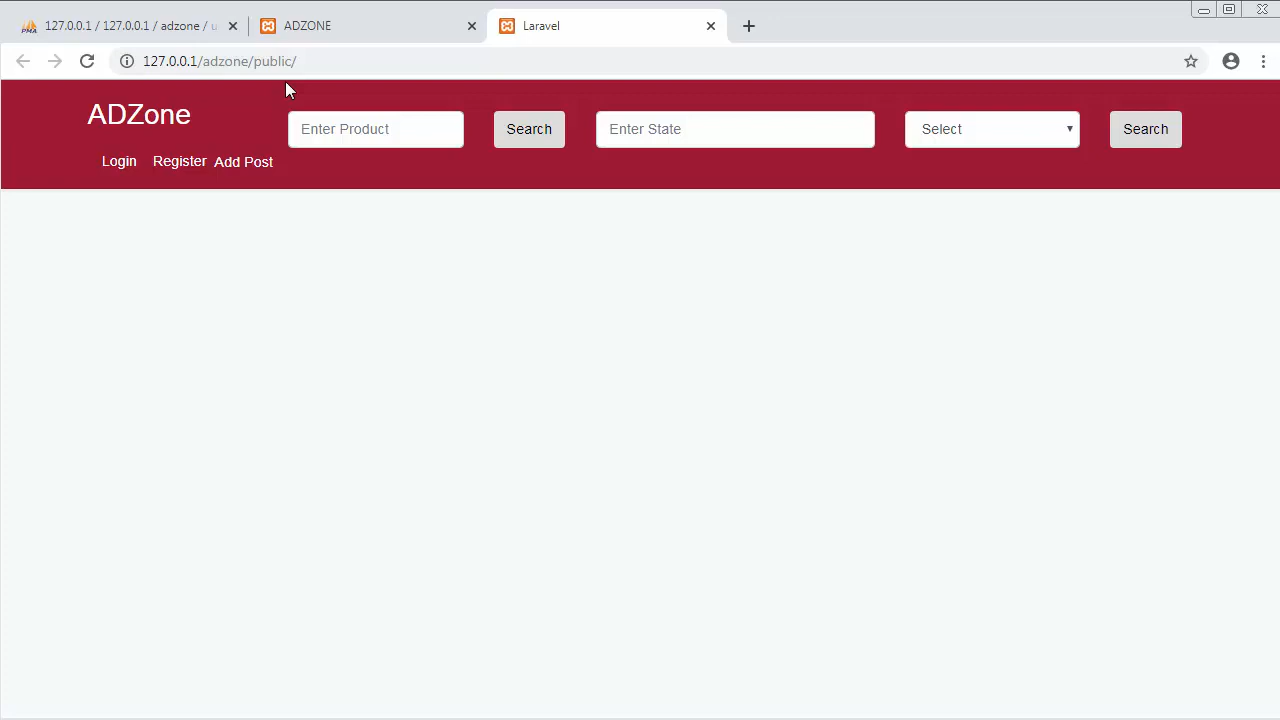 127.0.0.1 / 127.0.0.1 / adzone / u
ADZONE
Laravel
127.0.0.1/adzone/public/
ADZone
Enter Product
Search
Enter State
Select
Search
Login Register Add Post
PMA